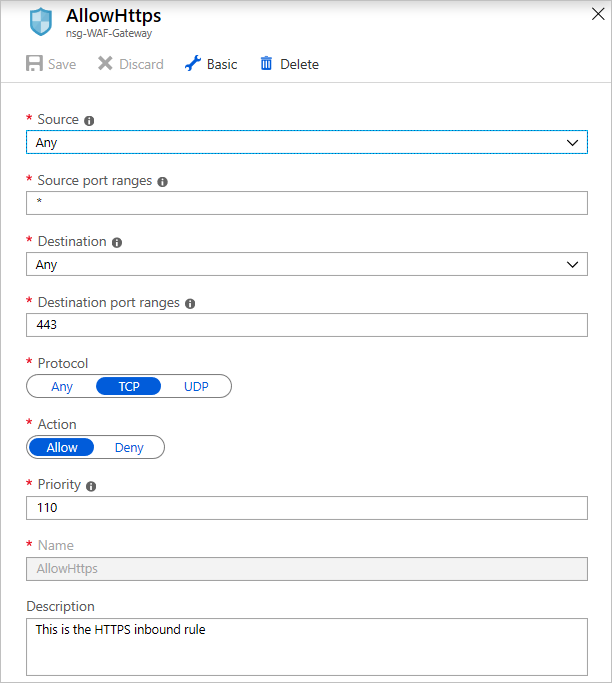 AllowHttps
nsg-WAF-Gateway
Save Discard Basic Delete
* Source
Any
* Source port ranges
*
* Destination
Any
* Destination port ranges
443
* Protocol
Any TCP UDP
* Action
Allow Deny
* Priority
110
* Name
AllowHttps
Description
This is the HTTPS inbound rule